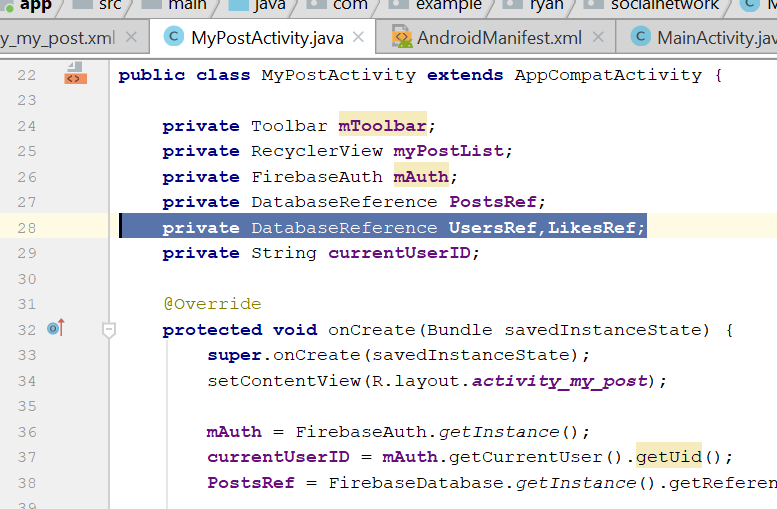 app src main java com example ryan socialnetwork
y_my_post.xml MyPostActivity.java AndroidManifest.xml MainActivity.jav
22 public class MyPostActivity extends AppCompatActivity {
23
24 private Toolbar mToolbar;
25 private RecyclerView myPostList;
26 private FirebaseAuth mAuth;
27 private DatabaseReference PostsRef;
28 private DatabaseReference UsersRef,LikesRef;
29 private String currentUserID;
30
31 @Override
32 protected void onCreate(Bundle savedInstanceState) {
33 super.onCreate(savedInstanceState);
34 setContentView(R.layout.activity_my_post);
35
36 mAuth = FirebaseAuth.getInstance();
37 currentUserID = mAuth.getCurrentUser().getUid();
38 PostsRef = FirebaseDatabase.getInstance().getReferen
39